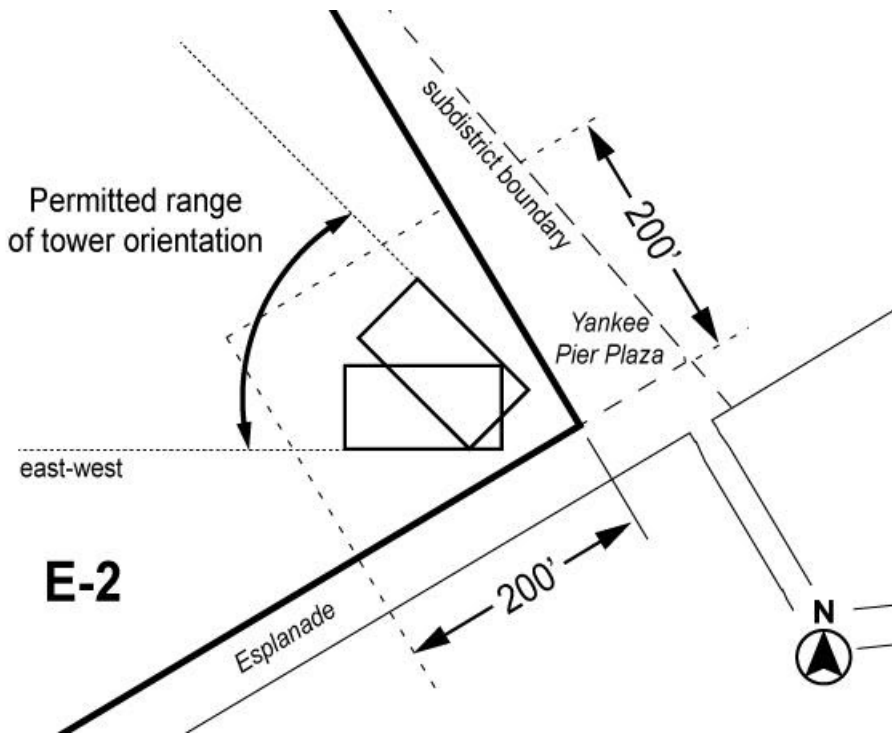 subdistrict boundary
Permitted range
of tower orientation
200’
Yankee
Pier Plaza
east-west
E-2
200’
Esplanade
N